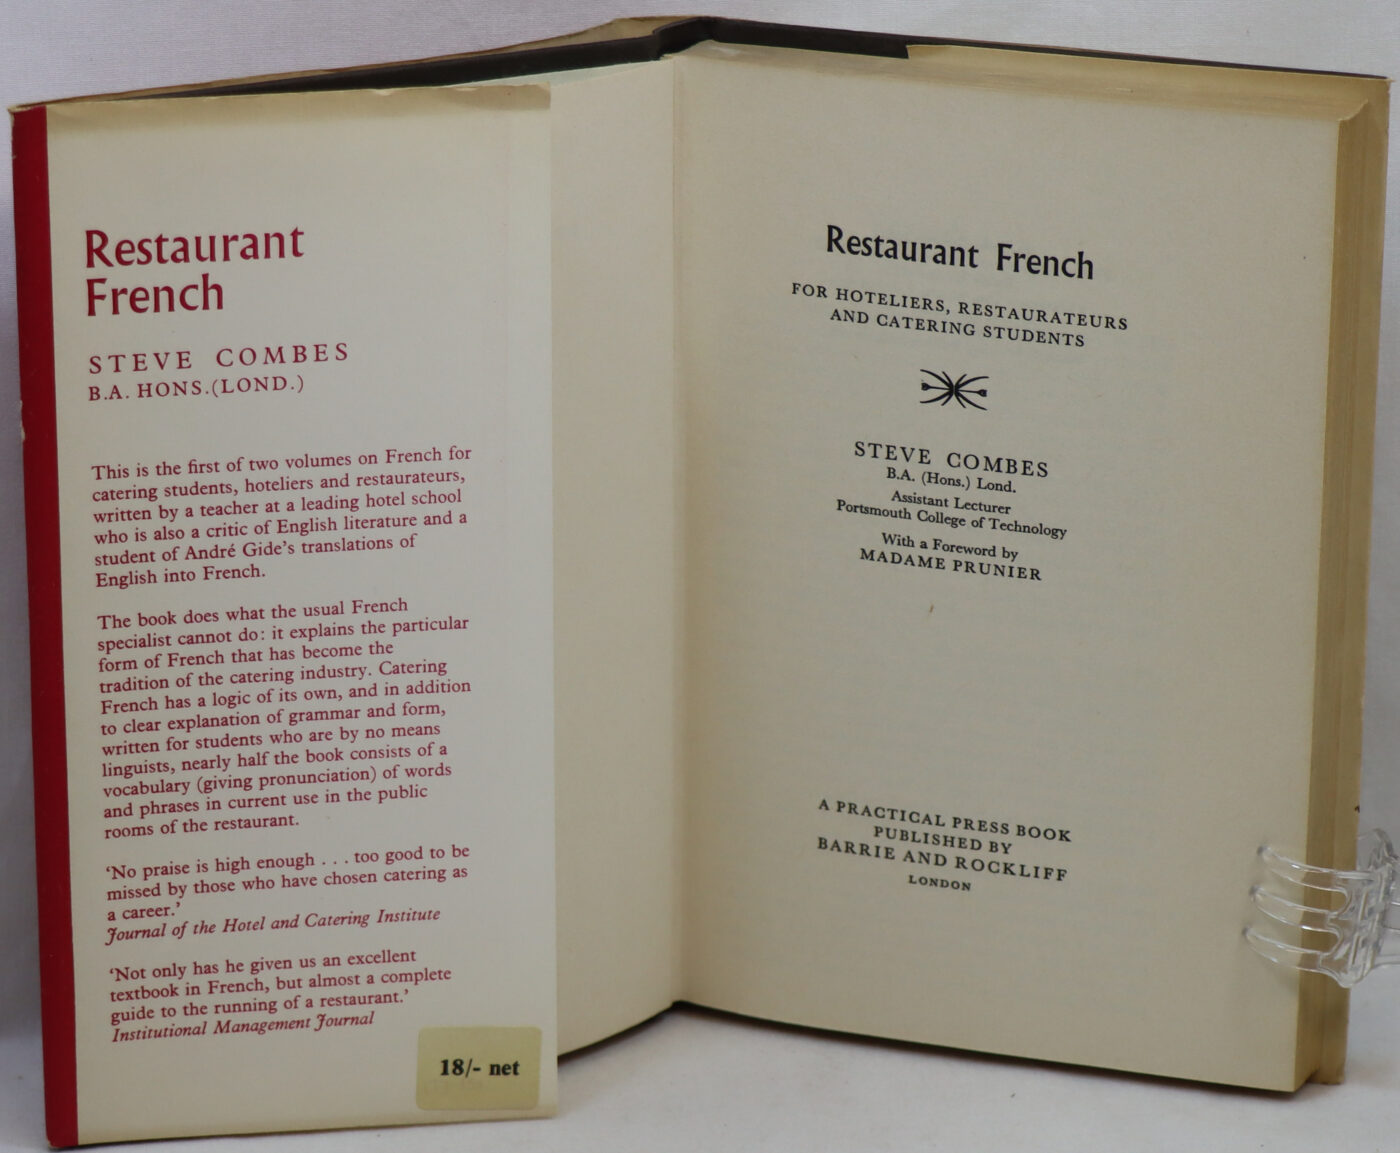 Restaurant
French
STEVE COMBES
B.A. HONS.(LOND.)
This is the first of two volumes on French for
catering students, hoteliers and restaurateurs,
written by a teacher at a leading hotel school
who is also a critic of English literature and a
student of André Gide's translations of
English into French.
The book does what the usual French
specialist cannot do: it explains the particular
form of French that has become the
tradition of the catering industry. Catering
French has a logic of its own, and in addition
to clear explanation of grammar and form,
written for students who are by no means
linguists, nearly half the book consists of a
vocabulary (giving pronunciation) of words
and phrases in current use in the public
rooms of the restaurant.
'No praise is high enough . . . too good to be
missed by those who have chosen catering as
a career.'
Journal of the Hotel and Catering Institute
'Not only has he given us an excellent
textbook in French, but almost a complete
guide to the running of a restaurant.'
Institutional Management Journal
18/- net
Restaurant French
FOR HOTELIERS, RESTAURATEURS
AND CATERING STUDENTS
STEVE COMBES
B.A. (Hons.) Lond.
Assistant Lecturer
Portsmouth College of Technology
With a Foreword by
MADAME PRUNIER
A PRACTICAL PRESS BOOK
PUBLISHED BY
BARRIE AND ROCKLIFF
LONDON